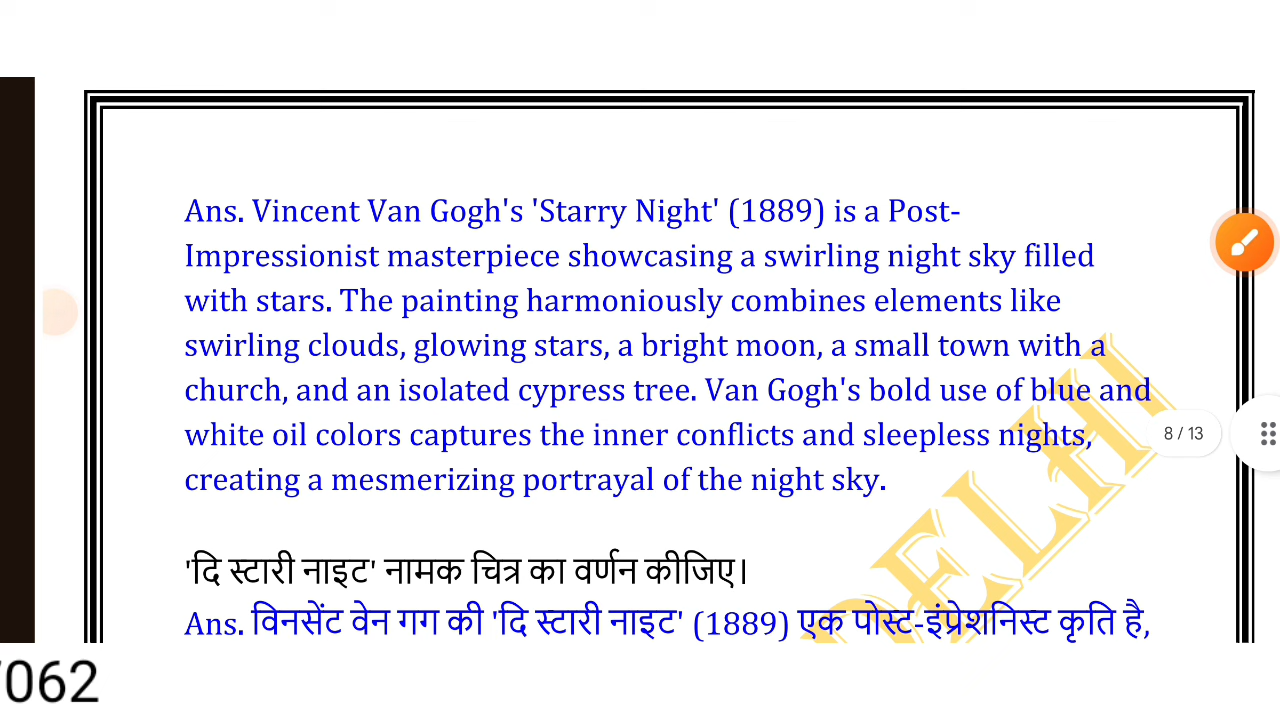 Ans. Vincent Van Gogh's 'Starry Night' (1889) is a Post-
Impressionist masterpiece showcasing a swirling night sky filled
with stars. The painting harmoniously combines elements like
swirling clouds, glowing stars, a bright moon, a small town with a
church, and an isolated cypress tree. Van Gogh's bold use of blue and
white oil colors captures the inner conflicts and sleepless nights,
creating a mesmerizing portrayal of the night sky.
8 / 13
'दि स्टारी नाइट' नामक चित्र का वर्णन कीजिए।
Ans. विनसेंट वेन गग की 'दि स्टारी नाइट' (1889) एक पोस्ट-इंप्रेशनिस्ट कृति है,
DELHI
062